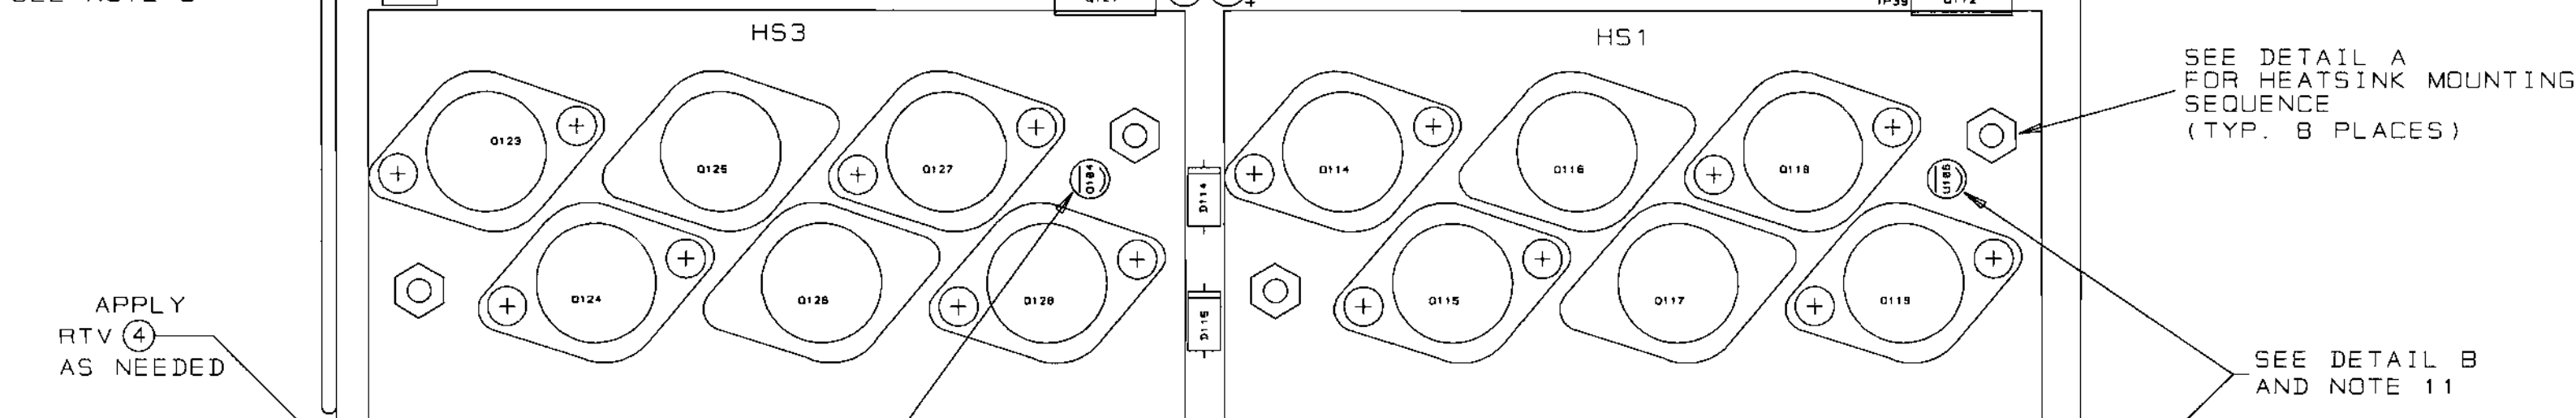 HS3
HS1
SEE DETAIL A
FOR HEATSINK MOUNTING
SEQUENCE
(TYP. 8 PLACES)
Q123
Q125
Q127
Q114
Q116
Q118
D114
Q124
Q126
Q128
Q115
Q117
Q119
D115
APPLY
RTV 4
AS NEEDED
SEE DETAIL B
AND NOTE 11